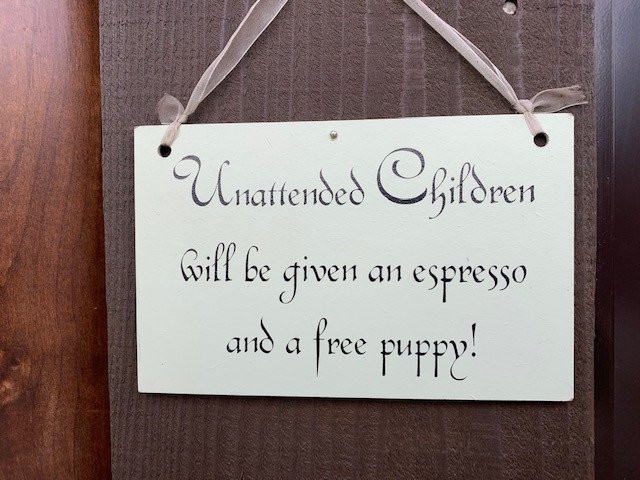 Unattended Children
will be given an espresso
and a free puppy!